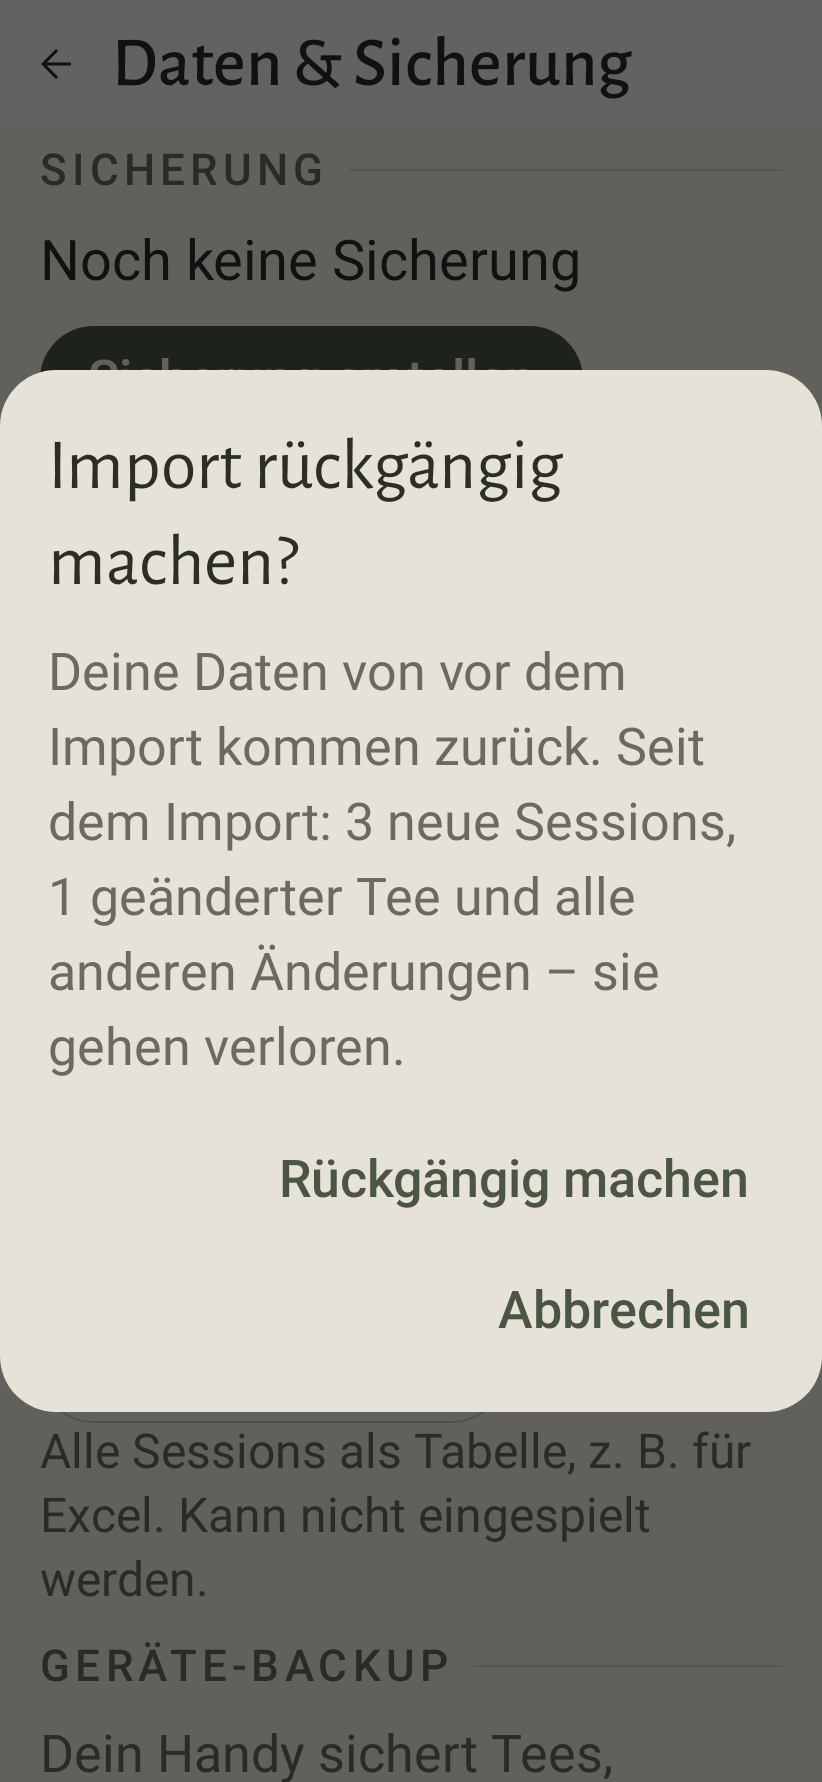 Daten & Sicherung
SICHERUNG
Noch keine Sicherung
Import rückgängig
machen?
Deine Daten von vor dem
Import kommen zurück. Seit
dem Import: 3 neue Sessions,
1 geänderter Tee und alle
anderen Änderungen – sie
gehen verloren.
Rückgängig machen
Abbrechen
Alle Sessions als Tabelle, z. B. für
Excel. Kann nicht eingespielt
werden.
GERÄTE-BACKUP
Dein Handy sichert Tees,